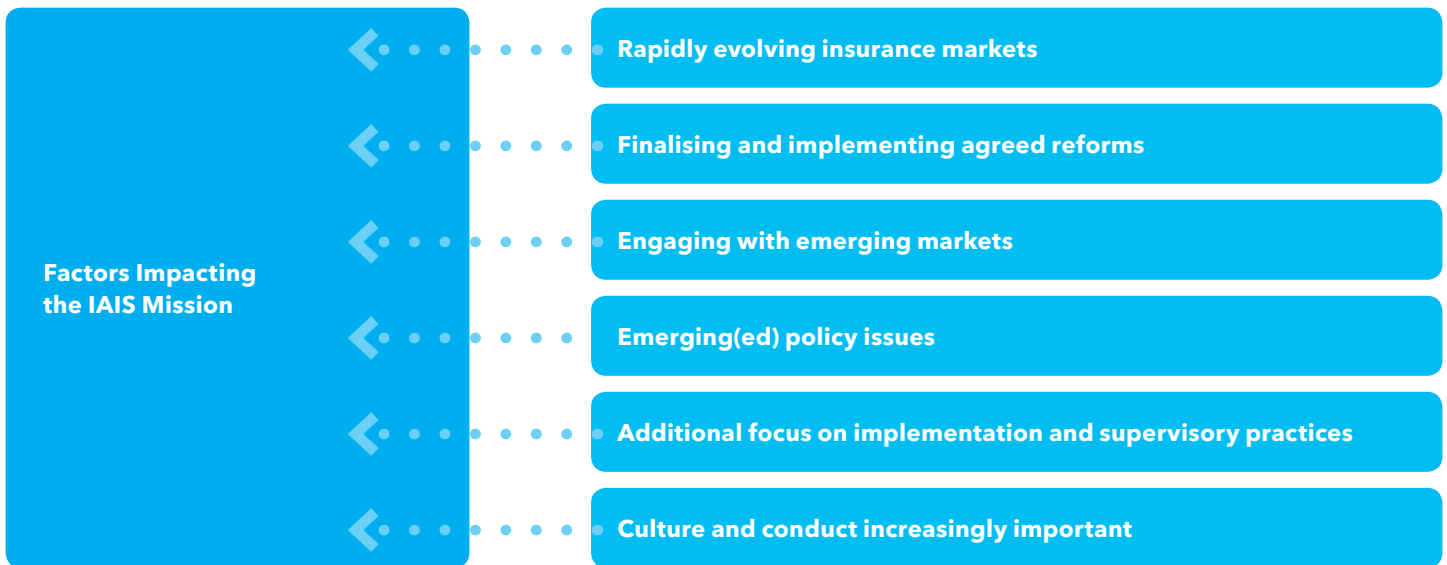 Factors Impacting
the IAIS Mission
Rapidly evolving insurance markets
Finalising and implementing agreed reforms
Engaging with emerging markets
Emerging(ed) policy issues
Additional focus on implementation and supervisory practices
Culture and conduct increasingly important